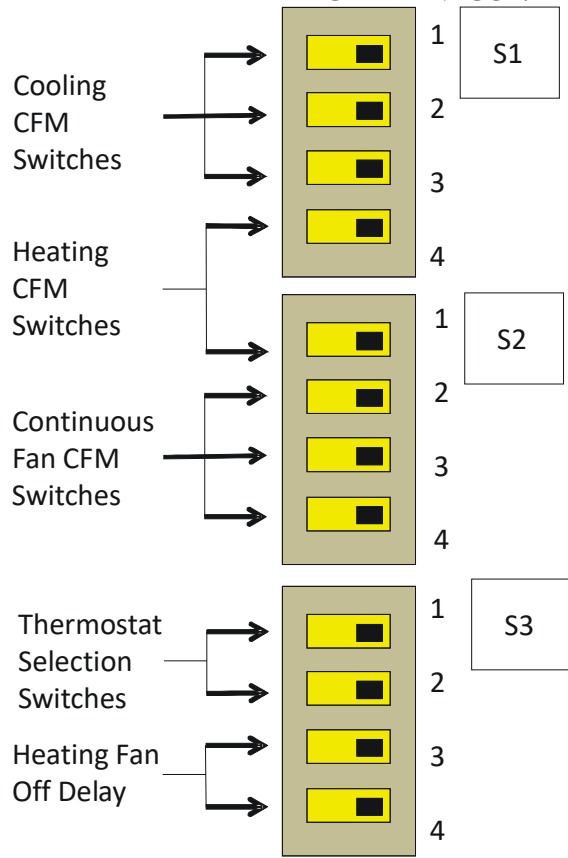 1
S1
Cooling
CFM
Switches
2
3
4
Heating
CFM
Switches
1
S2
2
Continuous
Fan CFM
Switches
3
4
1
S3
Thermostat
Selection
Switches
2
3
Heating Fan
Off Delay
4